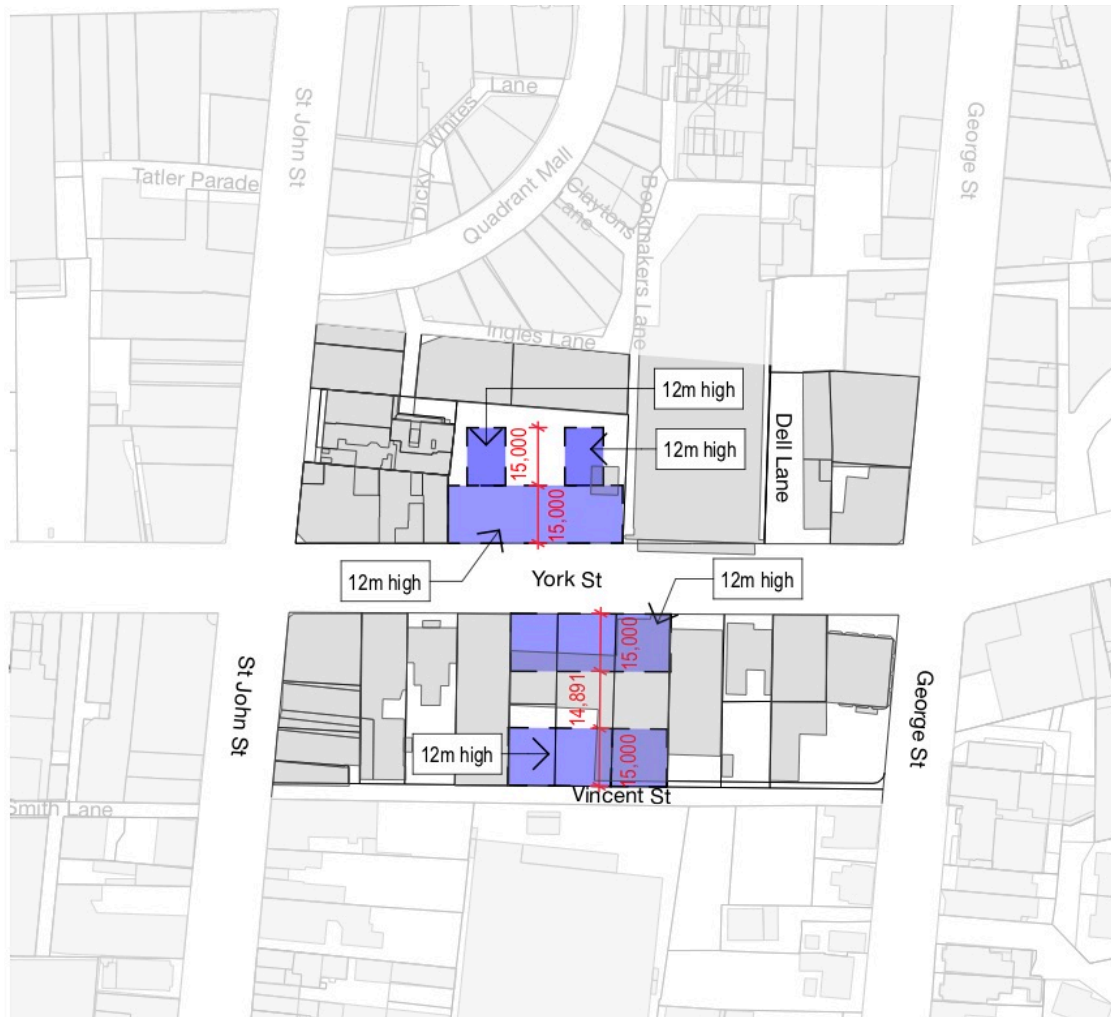 Lane
Whites
Dicky
St John St
George St
Tatler Parade
Quadrant Mall
Claytons
Lane
Bookmakers Lane
Ingles Lane
12m high
12m high
15,000
Dell Lane
15,000
12m high
York St
12m high
15,000
14,891
St John St
George St
12m high
15,000
Vincent St
Smith Lane